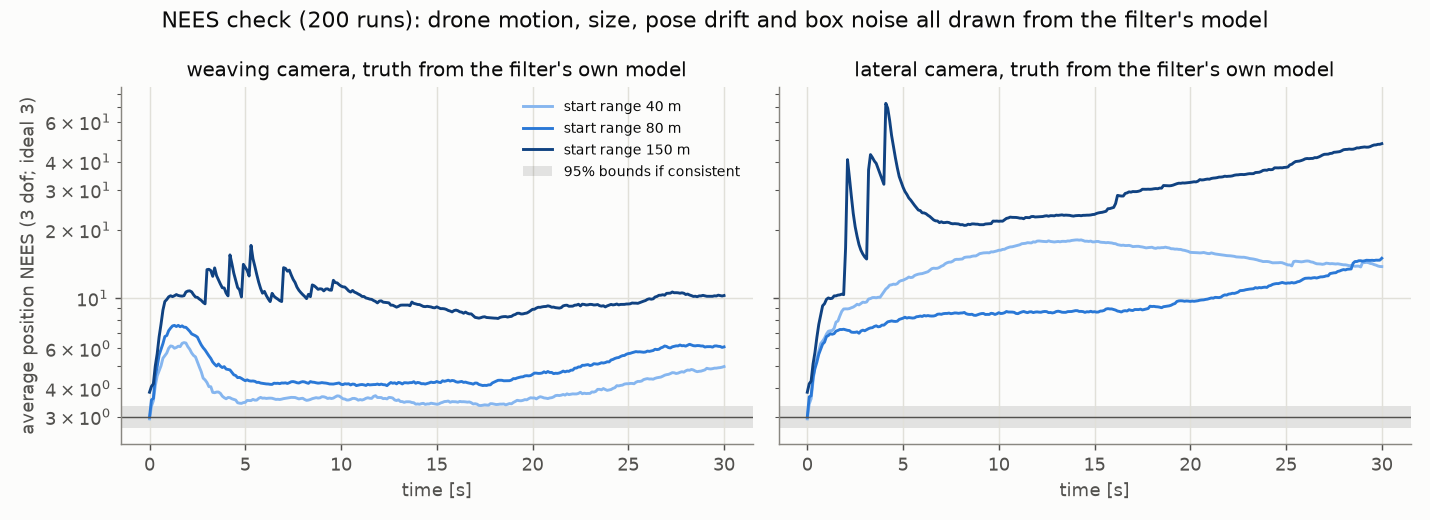 NEES check (200 runs): drone motion, size, pose drift and box noise all drawn from the filter's model
weaving camera, truth from the filter's own model
average position NEES (3 dof; ideal 3)
6 × 10¹
4 × 10¹
3 × 10¹
2 × 10¹
10¹
6 × 10⁰
4 × 10⁰
3 × 10⁰
start range 40 m
start range 80 m
start range 150 m
95% bounds if consistent
0 5 10 15 20 25 30
time [s]
lateral camera, truth from the filter's own model
0 5 10 15 20 25 30
time [s]